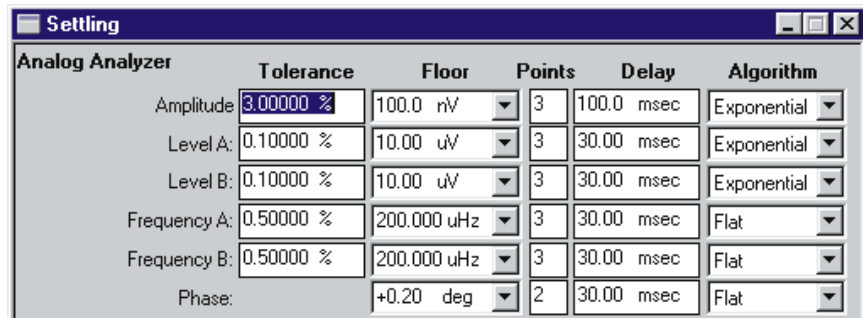 Settling
Analog Analyzer Tolerance Floor Points Delay Algorithm
Amplitude 3.00000 % 100.0 nV 3 100.0 msec Exponential
Level A: 0.10000 % 10.00 uV 3 30.00 msec Exponential
Level B: 0.10000 % 10.00 uV 3 30.00 msec Exponential
Frequency A: 0.50000 % 200.000 uHz 3 30.00 msec Flat
Frequency B: 0.50000 % 200.000 uHz 3 30.00 msec Flat
Phase: +0.20 deg 2 30.00 msec Flat